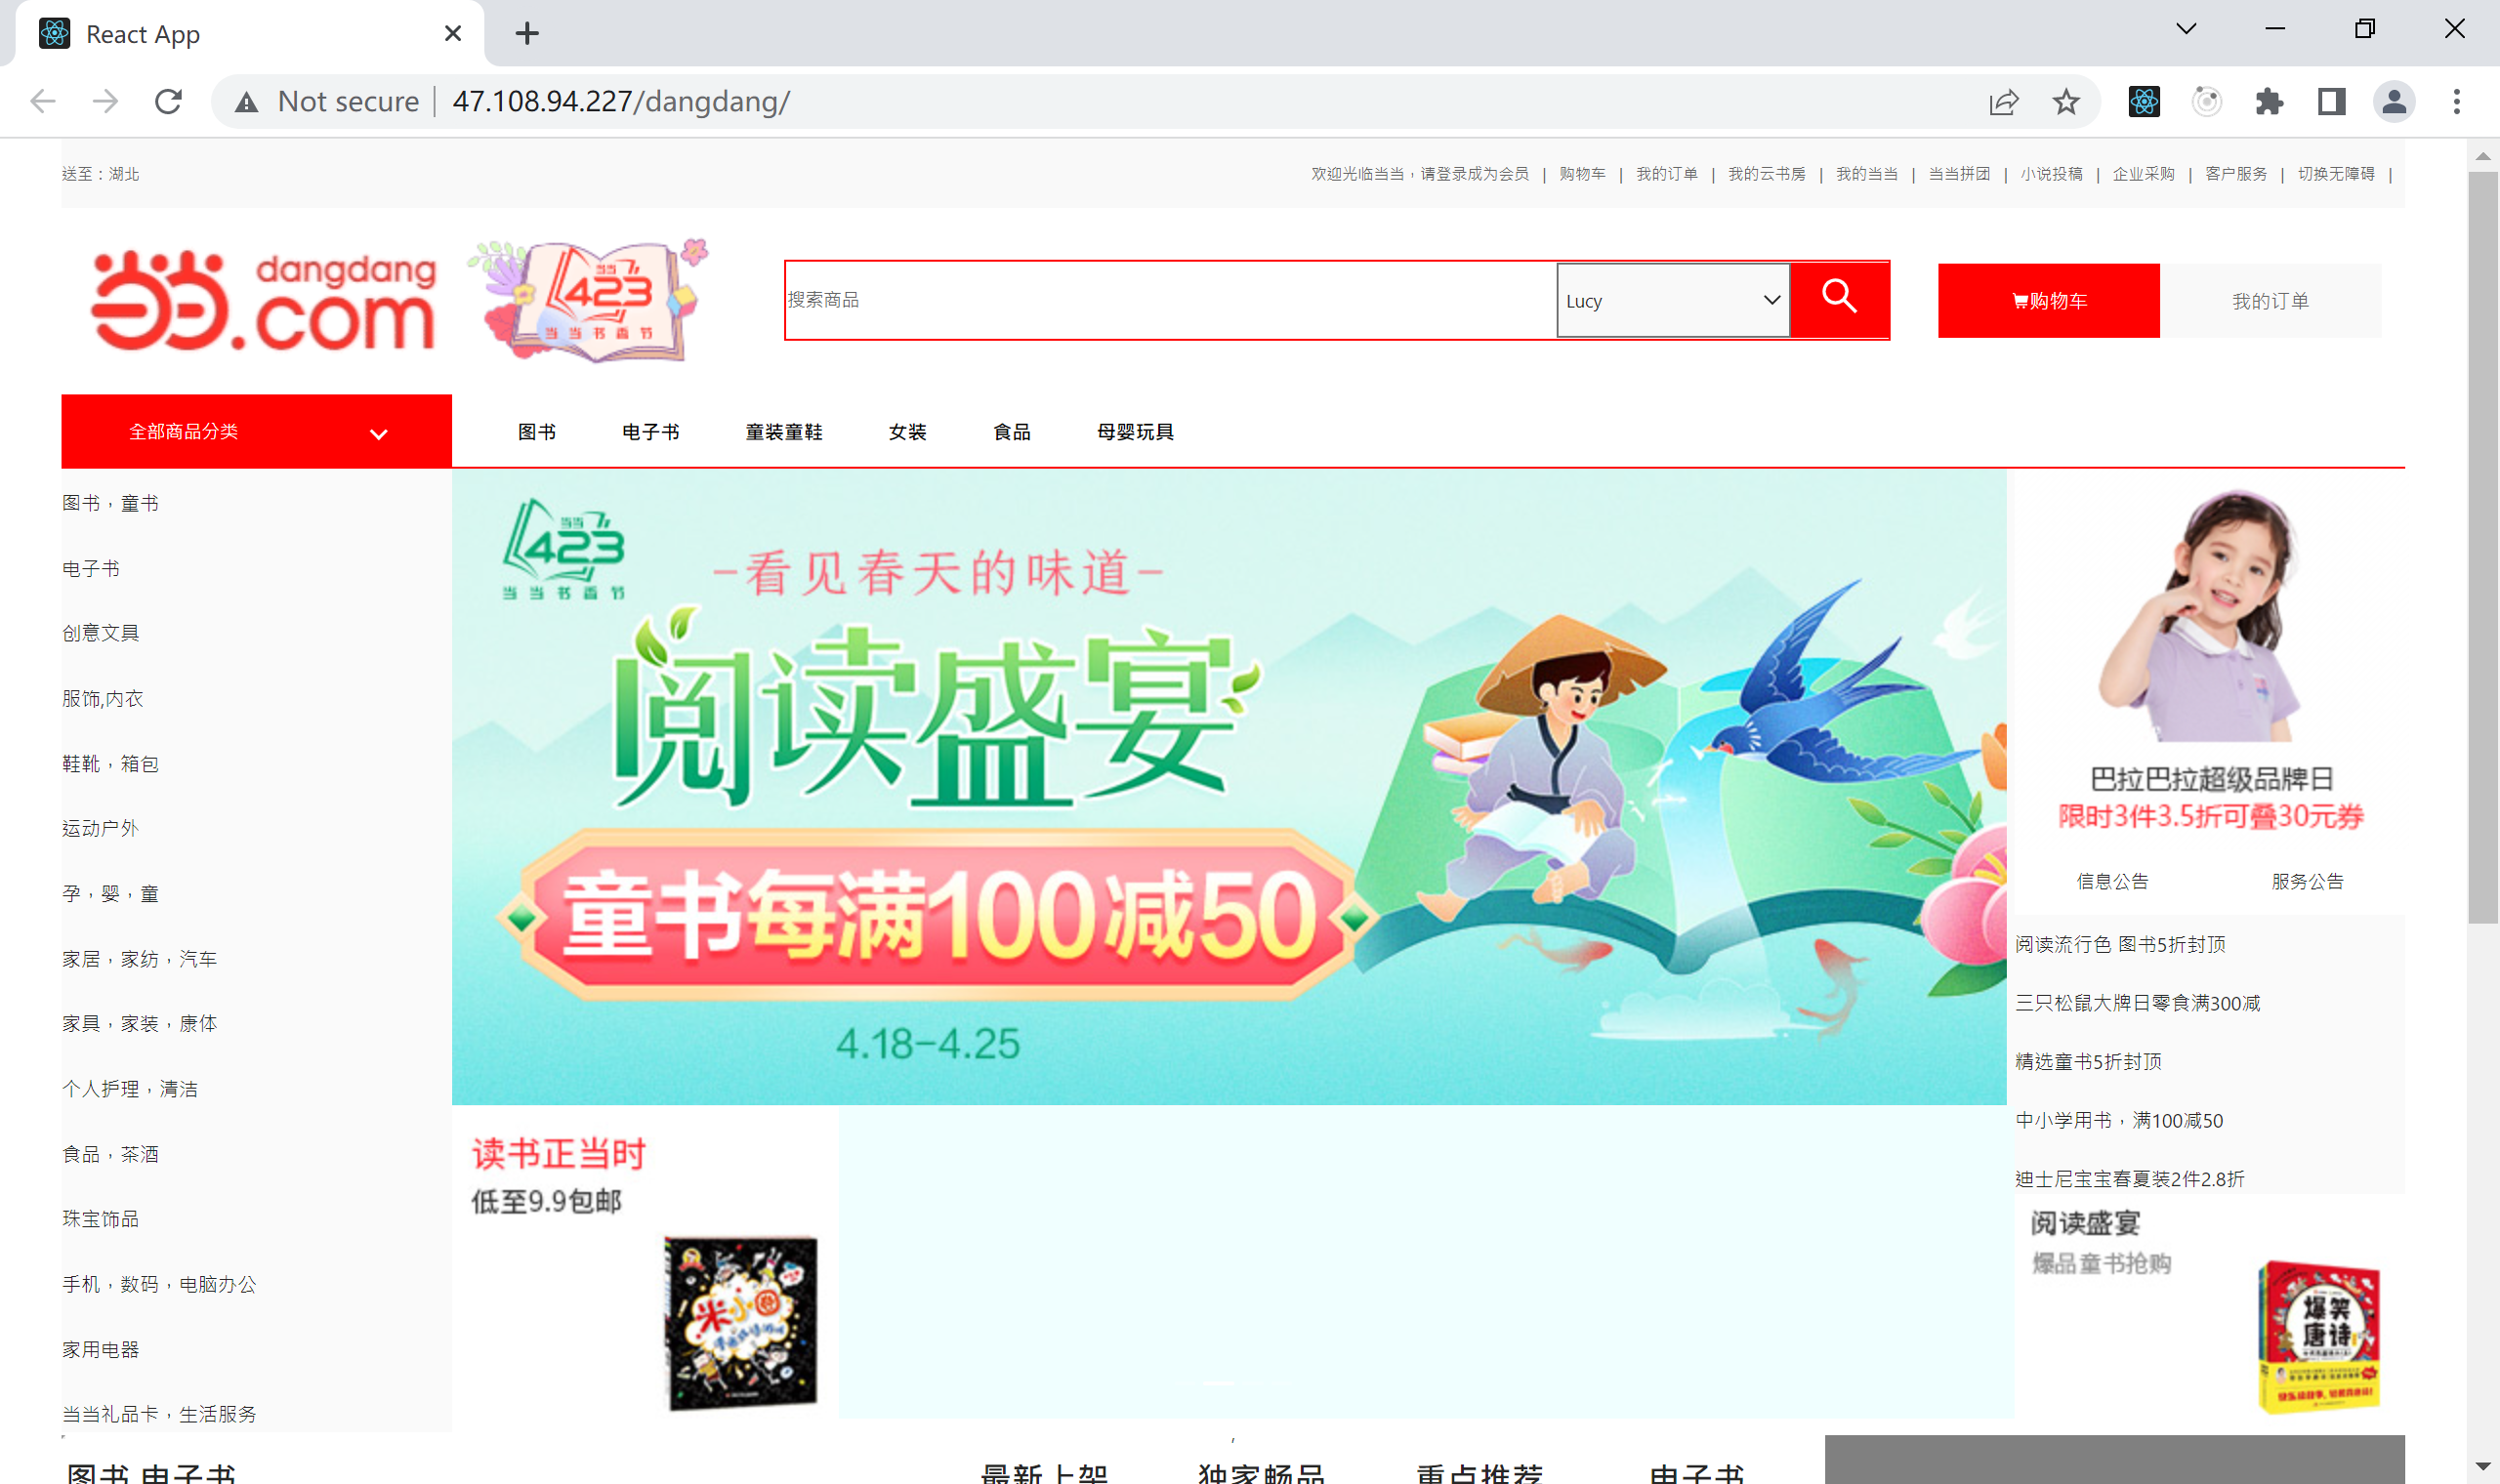 React App
Not secure | 47.108.94.227/dangdang/
送至：湖北
欢迎光临当当，请登录成为会员 | 购物车 | 我的订单 | 我的云书房 | 我的当当 | 当当拼团 | 小说投稿 | 企业采购 | 客户服务 | 切换无障碍 |
当当.com
dangdang
当当
423
当当书香节
搜索商品
Lucy
购物车
我的订单
全部商品分类
图书 电子书 童装童鞋 女装 食品 母婴玩具
图书，童书
电子书
创意文具
服饰,内衣
鞋靴，箱包
运动户外
孕，婴，童
家居，家纺，汽车
家具，家装，康体
个人护理，清洁
食品，茶酒
珠宝饰品
手机，数码，电脑办公
家用电器
当当礼品卡，生活服务
当当
423
当当书香节
-看见春天的味道-
阅读盛宴
童书每满100减50
4.18-4.25
读书正当时
低至9.9包邮
米小圈
巴拉巴拉超级品牌日
限时3件3.5折可叠30元券
信息公告 服务公告
阅读流行色 图书5折封顶
三只松鼠大牌日零食满300减
精选童书5折封顶
中小学用书，满100减50
迪士尼宝宝春夏装2件2.8折
阅读盛宴
爆品童书抢购
爆笑
唐诗
图书 电子书
最新上架 独家畅品 重点推荐 电子书